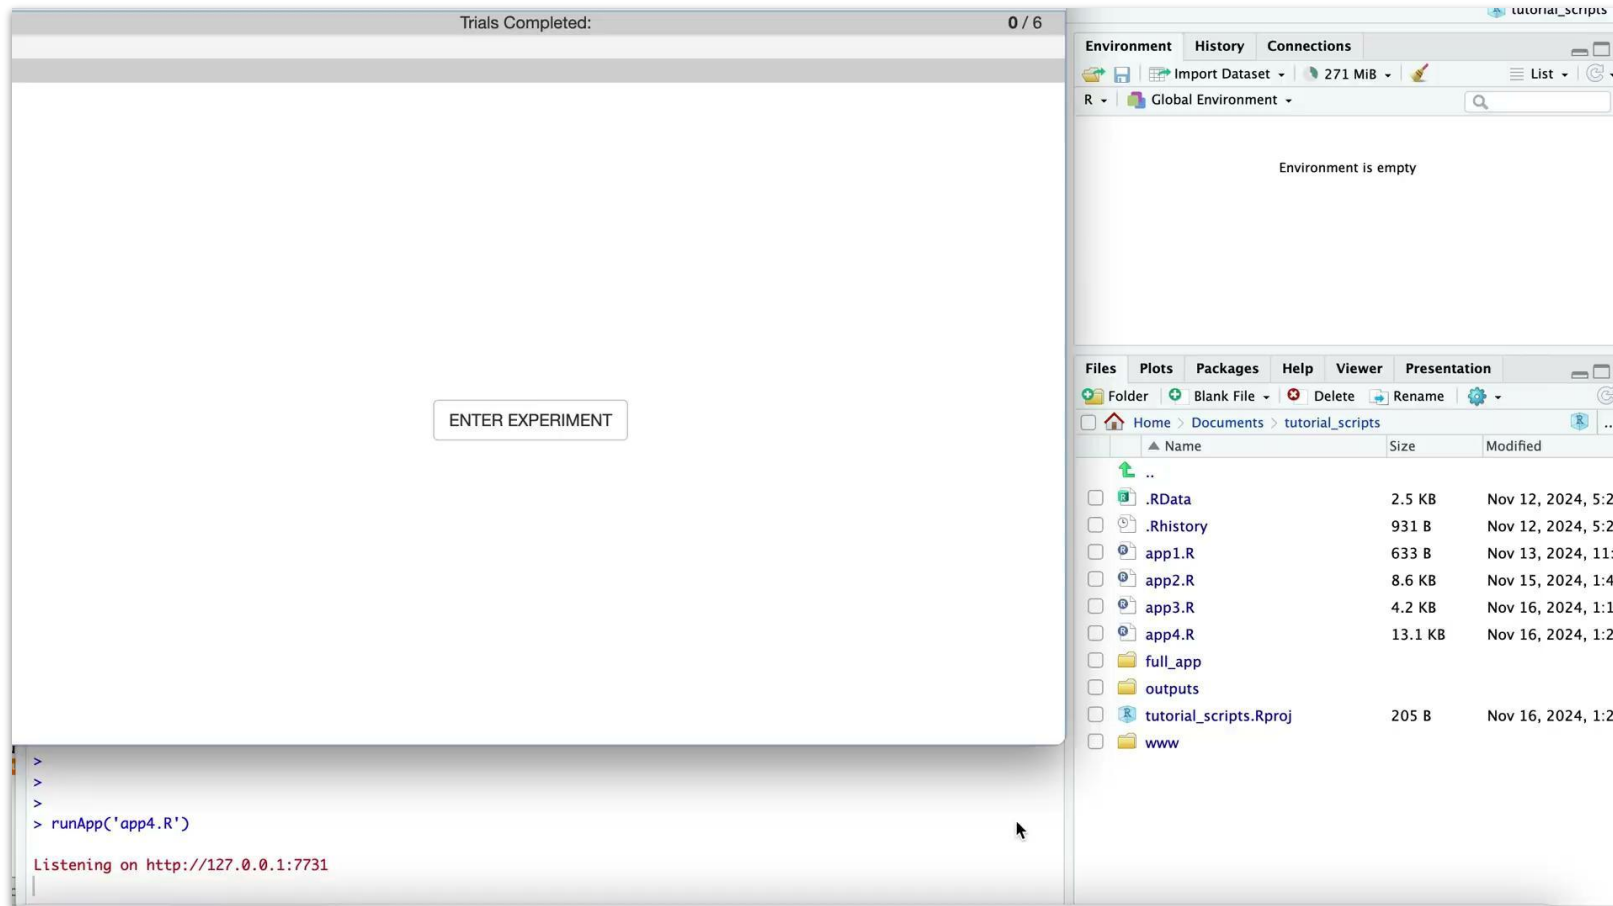 Trials Completed: 0 / 6
ENTER EXPERIMENT
>
>
>
> runApp('app4.R')
Listening on http://127.0.0.1:7731
tutorial_scripts
Environment History Connections
Import Dataset 271 MiB List
R Global Environment
Environment is empty
Files Plots Packages Help Viewer Presentation
Folder Blank File Delete Rename
Home Documents tutorial_scripts ..
Name Size Modified
..
.RData 2.5 KB Nov 12, 2024, 5:2
.Rhistory 931 B Nov 12, 2024, 5:2
app1.R 633 B Nov 13, 2024, 11:
app2.R 8.6 KB Nov 15, 2024, 1:4
app3.R 4.2 KB Nov 16, 2024, 1:1
app4.R 13.1 KB Nov 16, 2024, 1:2
full_app
outputs
tutorial_scripts.Rproj 205 B Nov 16, 2024, 1:2
www